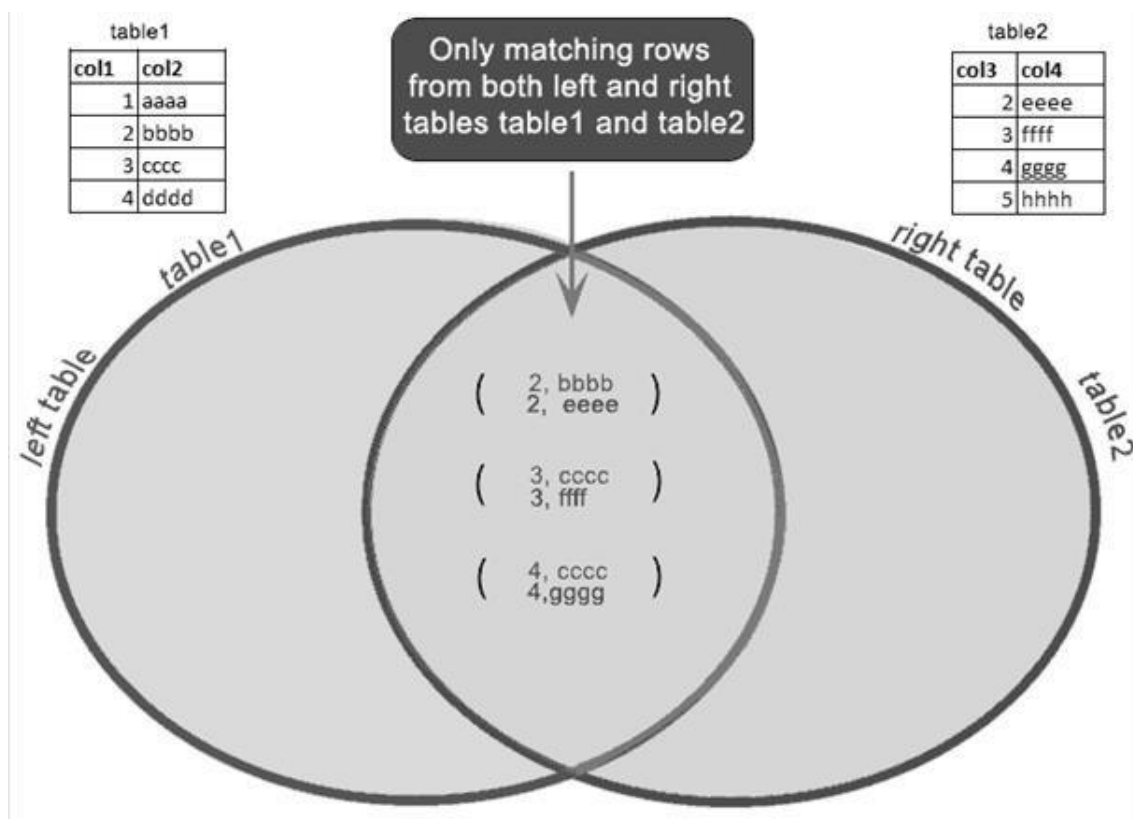 table1
col1 col2
1 aaaa
2 bbbb
3 cccc
4 dddd
Only matching rows
from both left and right
tables table1 and table2
table2
col3 col4
2 eeee
3 ffff
4 gggg
5 hhhh
left table
table1
right table
table2
( 2, bbbb
2, eeee )
( 3, cccc
3, ffff )
( 4, cccc
4,gggg )